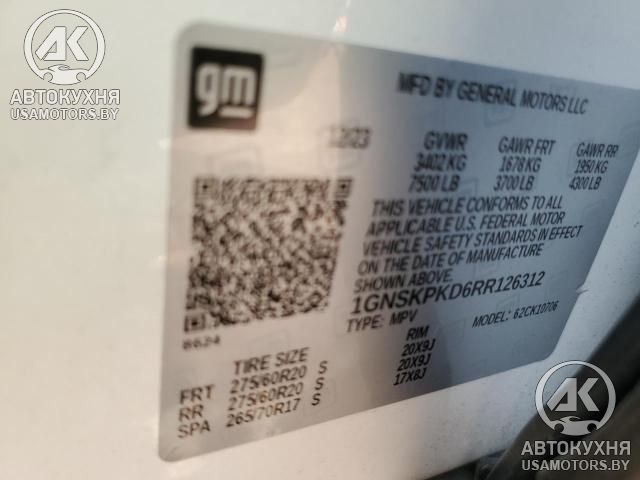 AK
АВТОКУХНЯ
USAMOTORS.BY
gm
MFD BY GENERAL MOTORS LLC
12/23
GVWR GAWR FRT GAWR RR
3402 KG 1678 KG 1950 KG
7500 LB 3700 LB 4300 LB
THIS VEHICLE CONFORMS TO ALL
APPLICABLE U.S. FEDERAL MOTOR
VEHICLE SAFETY STANDARDS IN EFFECT
ON THE DATE OF MANUFACTURE
SHOWN ABOVE.
1GNSKPKD6RR126312
TYPE: MPV MODEL: 62CK10706
8624
TIRE SIZE RIM
FRT 275/60R20 S 20X9J
RR 275/60R20 S 20X9J
SPA 265/70R17 S 17X8J
AK
АВТОКУХНЯ
USAMOTORS.BY